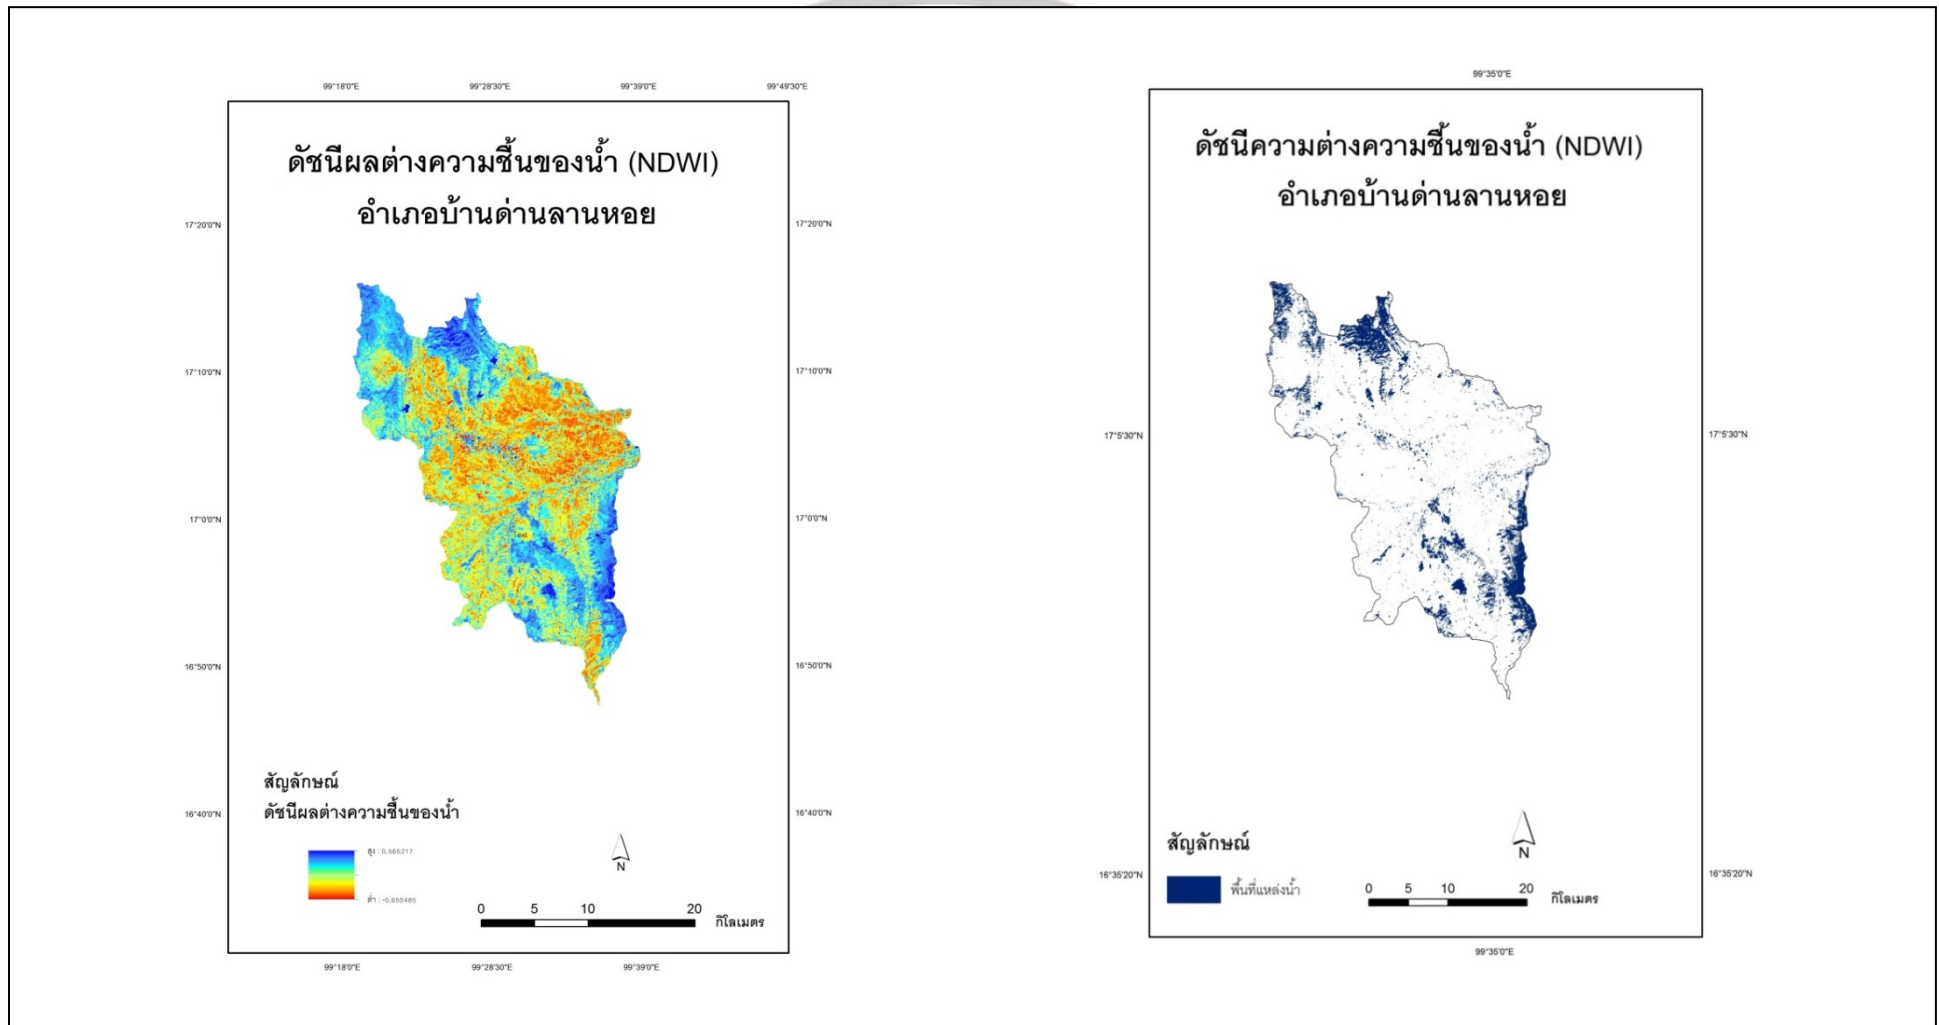 99°18'0"E 99°28'30"E 99°39'0"E 99°49'30"E
ดัชนีผลต่างความชื้นของน้ำ (NDWI)
อำเภอบ้านด่านลานหอย
17°20'0"N 17°20'0"N
17°10'0"N 17°10'0"N
17°0'0"N 17°0'0"N
16°50'0"N 16°50'0"N
สัญลักษณ์
ดัชนีผลต่างความชื้นของน้ำ
16°40'0"N 16°40'0"N
สูง : 0.565217
ต่ำ : -0.650485
N
0 5 10 20
กิโลเมตร
99°18'0"E 99°28'30"E 99°39'0"E
99°35'0"E
ดัชนีความต่างความชื้นของน้ำ (NDWI)
อำเภอบ้านด่านลานหอย
17°5'30"N 17°5'30"N
สัญลักษณ์
N
16°35'20"N 16°35'20"N
พื้นที่แหล่งน้ำ
0 5 10 20
กิโลเมตร
99°35'0"E